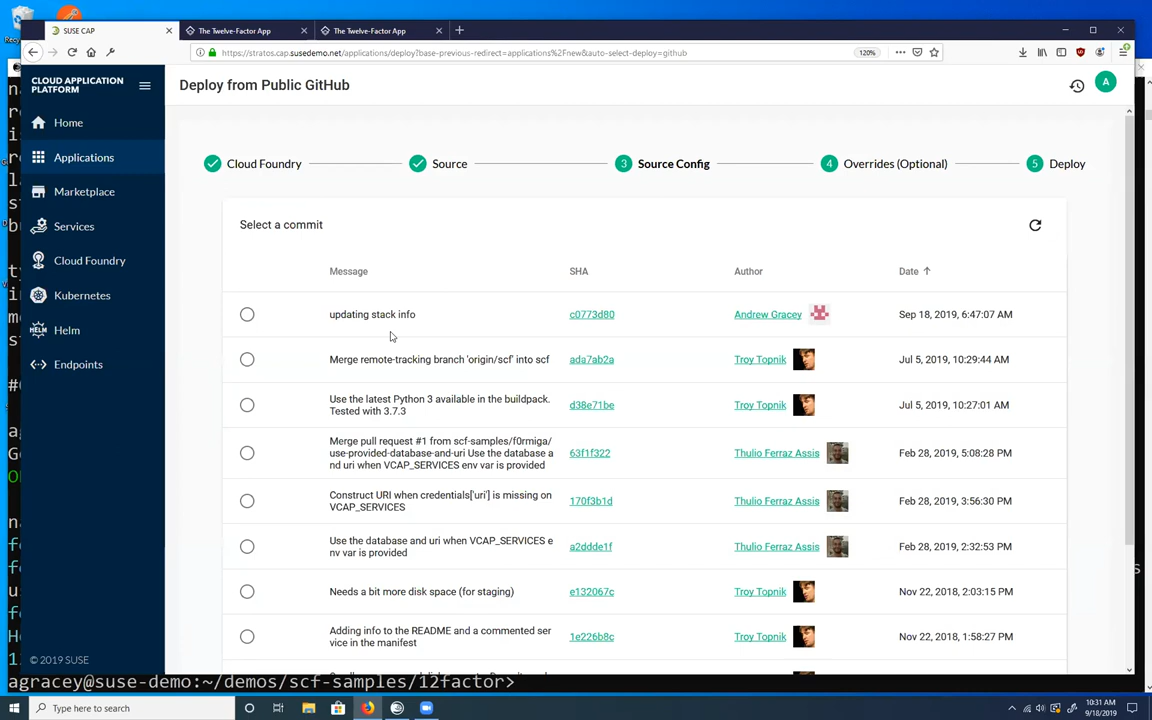 SUSE CAP
The Twelve-Factor App
The Twelve-Factor App
https://stratos.cap.susedemo.net/applications/deploy?base-previous-redirect=applications%2Fnew&auto-select-deploy=github
120%
CLOUD APPLICATION
PLATFORM
Deploy from Public GitHub
A
Home
Applications
Marketplace
Services
Cloud Foundry
Kubernetes
HELM
Helm
Endpoints
Cloud Foundry
Source
3 Source Config
4 Overrides (Optional)
5 Deploy
Select a commit
Message SHA Author Date
updating stack info c0773d80 Andrew Gracey Sep 18, 2019, 6:47:07 AM
Merge remote-tracking branch 'origin/scf' into scf ada7ab2a Troy Topnik Jul 5, 2019, 10:29:44 AM
Use the latest Python 3 available in the buildpack.
Tested with 3.7.3
d38e71be Troy Topnik Jul 5, 2019, 10:27:01 AM
Merge pull request #1 from scf-samples/f0rmiga/
use-provided-database-and-uri Use the database a
nd uri when VCAP_SERVICES env var is provided
63f1f322 Thulio Ferraz Assis Feb 28, 2019, 5:08:28 PM
Construct URI when credentials['uri'] is missing on
VCAP_SERVICES
170f3b1d Thulio Ferraz Assis Feb 28, 2019, 3:56:30 PM
Use the database and uri when VCAP_SERVICES e
nv var is provided
a2ddde1f Thulio Ferraz Assis Feb 28, 2019, 2:32:53 PM
Needs a bit more disk space (for staging) e132067c Troy Topnik Nov 22, 2018, 2:03:15 PM
Adding info to the README and a commented ser
vice in the manifest
1e226b8c Troy Topnik Nov 22, 2018, 1:58:27 PM
© 2019 SUSE
agracey@suse-demo:~/demos/scf-samples/12factor>
Type here to search
10:31 AM
9/18/2019